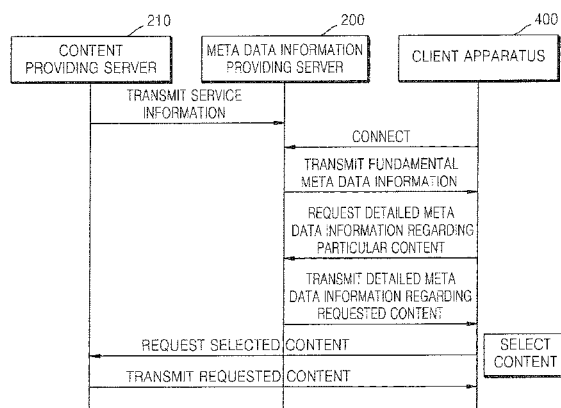 210
200
400
CONTENT
PROVIDING SERVER
META DATA INFORMATION
PROVIDING SERVER
CLIENT APPARATUS
TRANSMIT SERVICE
INFORMATION
CONNECT
TRANSMIT FUNDAMENTAL
META DATA INFORMATION
REQUEST DETAILED META
DATA INFORMATION REGARDING
PARTICULAR CONTENT
TRANSMIT DETAILED META
DATA INFORMATION REGARDING
REQUESTED CONTENT
REQUEST SELECTED CONTENT
SELECT
CONTENT
TRANSMIT REQUESTED CONTENT